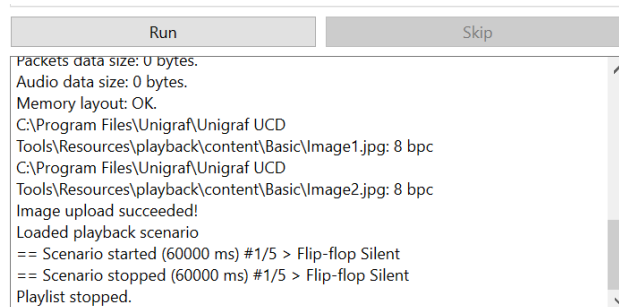 Run
Skip
Packets data size: 0 bytes.
Audio data size: 0 bytes.
Memory layout: OK.
C:\Program Files\Unigraf\Unigraf UCD
Tools\Resources\playback\content\Basic\Image1.jpg: 8 bpc
C:\Program Files\Unigraf\Unigraf UCD
Tools\Resources\playback\content\Basic\Image2.jpg: 8 bpc
Image upload succeeded!
Loaded playback scenario
== Scenario started (60000 ms) #1/5 > Flip-flop Silent
== Scenario stopped (60000 ms) #1/5 > Flip-flop Silent
Playlist stopped.